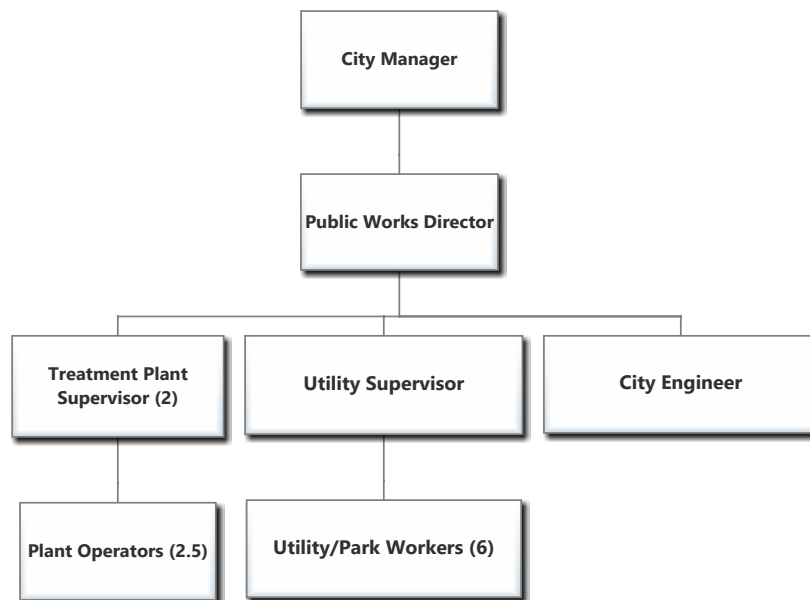 City Manager
Public Works Director
Treatment Plant
Supervisor (2)
Utility Supervisor
City Engineer
Plant Operators (2.5)
Utility/Park Workers (6)